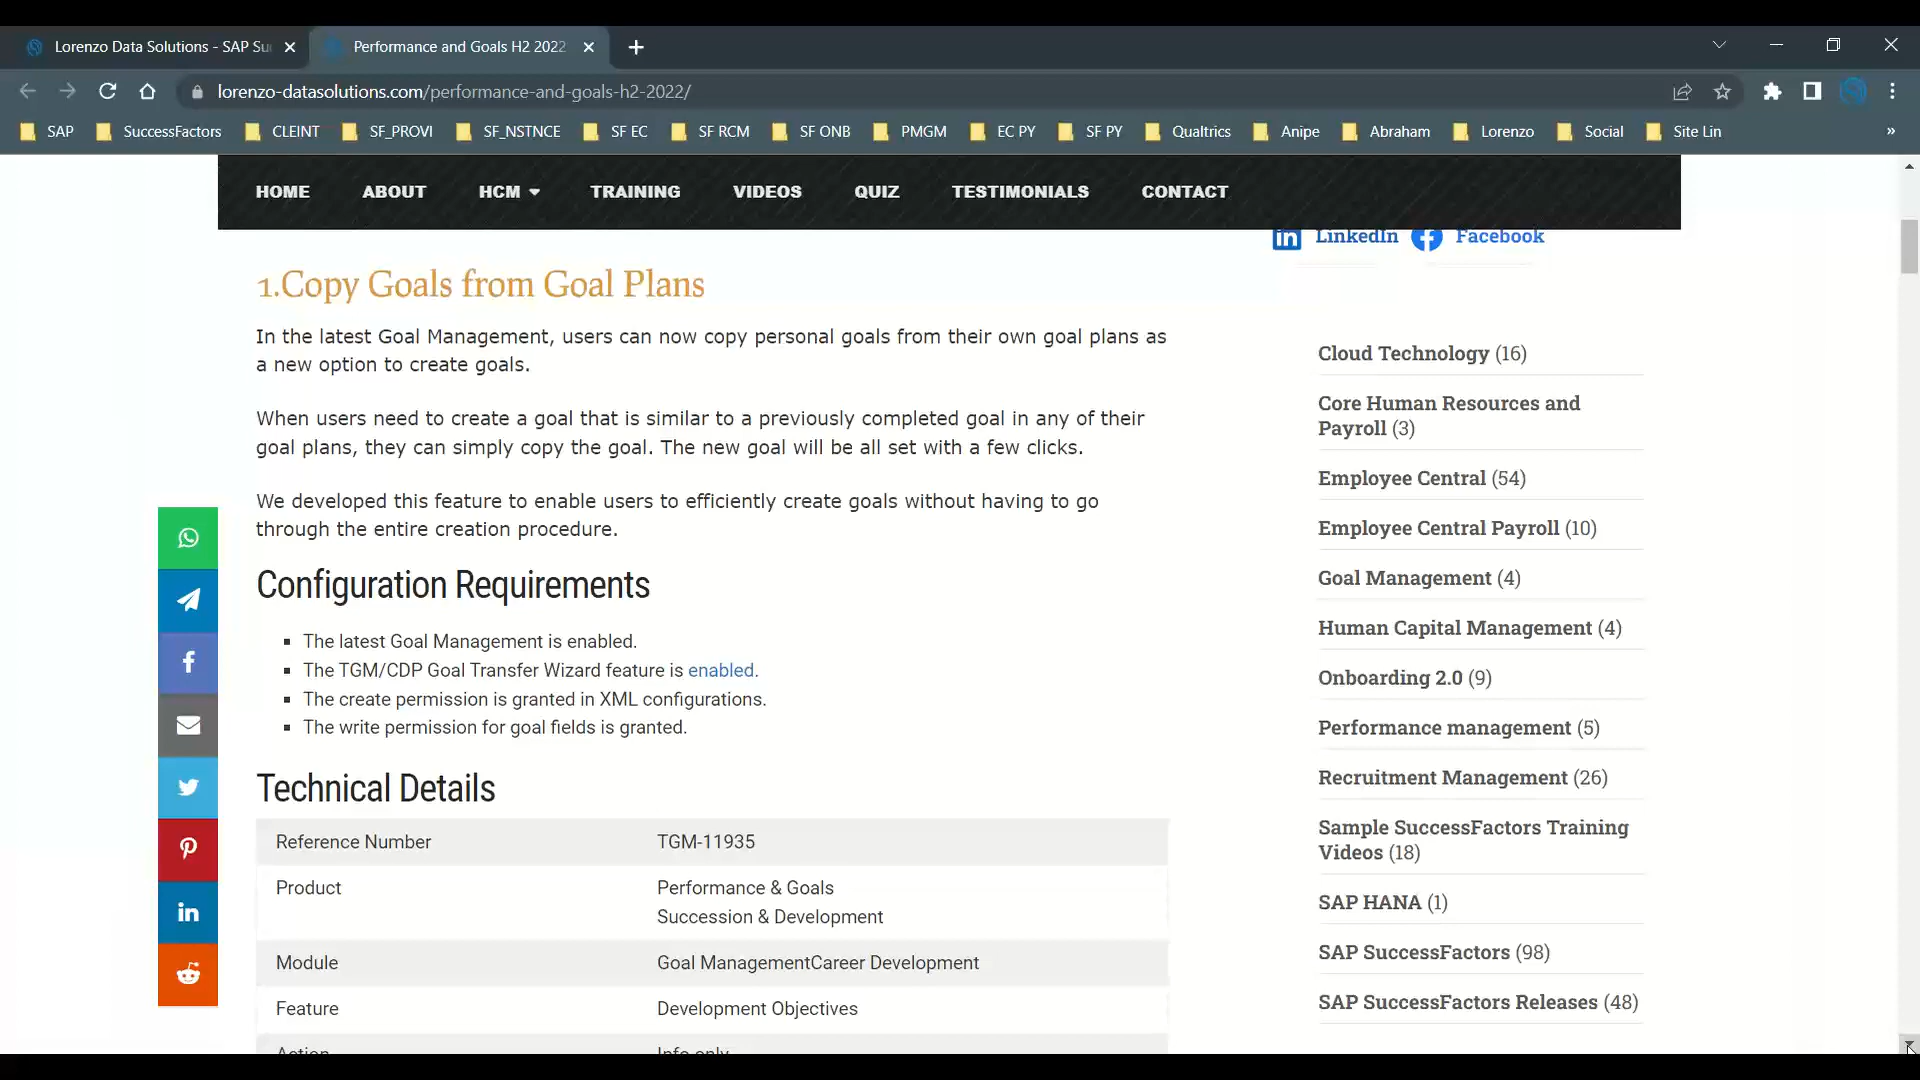 Lorenzo Data Solutions - SAP Su
Performance and Goals H2 2022
lorenzo-datasolutions.com/performance-and-goals-h2-2022/
SAP
SuccessFactors
CLEINT
SF_PROVI
SF_NSTNCE
SF EC
SF RCM
SF ONB
PMGM
EC PY
SF PY
Qualtrics
Anipe
Abraham
Lorenzo
Social
Site Lin
»
HOME
ABOUT
HCM
TRAINING
VIDEOS
QUIZ
TESTIMONIALS
CONTACT
LinkedIn
Facebook
1.Copy Goals from Goal Plans
In the latest Goal Management, users can now copy personal goals from their own goal plans as
a new option to create goals.
When users need to create a goal that is similar to a previously completed goal in any of their
goal plans, they can simply copy the goal. The new goal will be all set with a few clicks.
We developed this feature to enable users to efficiently create goals without having to go
through the entire creation procedure.
Configuration Requirements
The latest Goal Management is enabled.
The TGM/CDP Goal Transfer Wizard feature is enabled.
The create permission is granted in XML configurations.
The write permission for goal fields is granted.
Technical Details
Reference Number TGM-11935
Product Performance & Goals
Succession & Development
Module Goal ManagementCareer Development
Feature Development Objectives
Action Info only
Cloud Technology (16)
Core Human Resources and
Payroll (3)
Employee Central (54)
Employee Central Payroll (10)
Goal Management (4)
Human Capital Management (4)
Onboarding 2.0 (9)
Performance management (5)
Recruitment Management (26)
Sample SuccessFactors Training
Videos (18)
SAP HANA (1)
SAP SuccessFactors (98)
SAP SuccessFactors Releases (48)